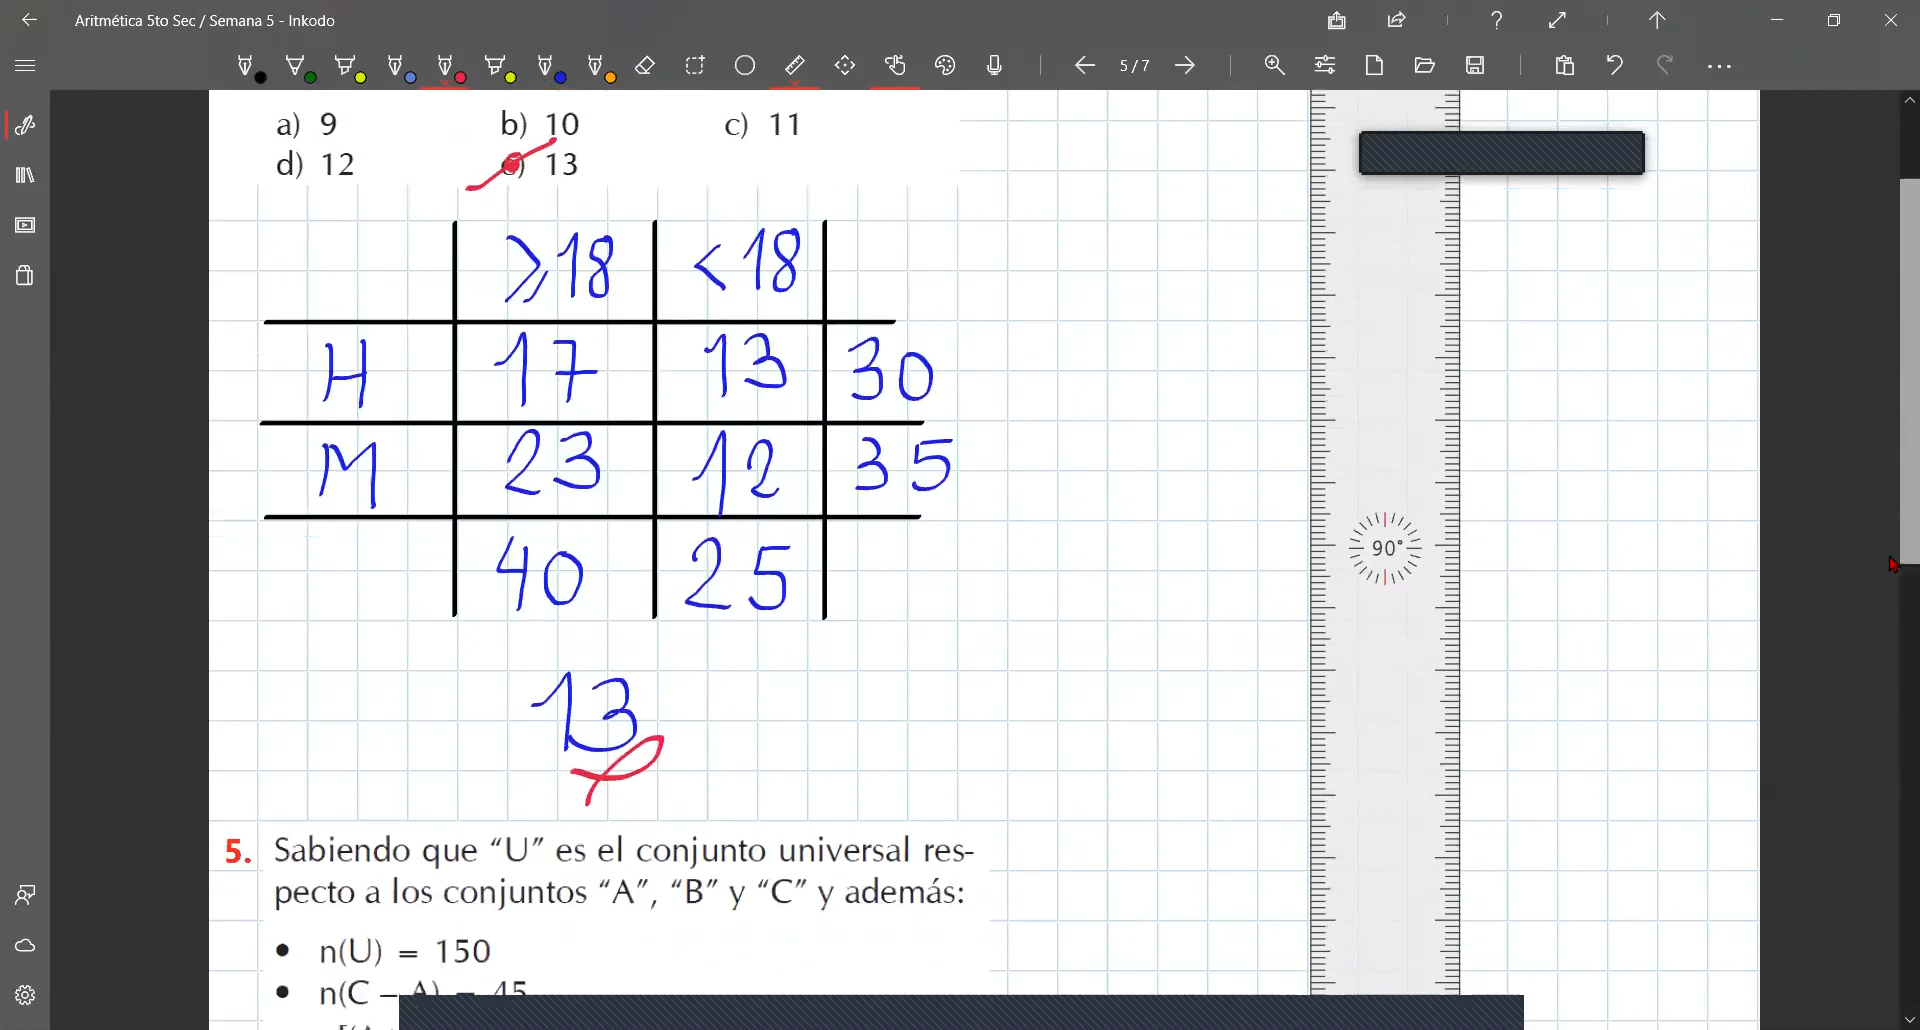 Aritmética 5to Sec / Semana 5 - Inkodo
5 / 7
a) 9 b) 10 c) 11
d) 12 e) 13
≥18 <18
H 17 13 30
M 23 12 35
40 25
13
90°
5. Sabiendo que “U” es el conjunto universal res-
pecto a los conjuntos “A”, “B” y “C” y además:
• n(U) = 150
• n(C – A) = 45